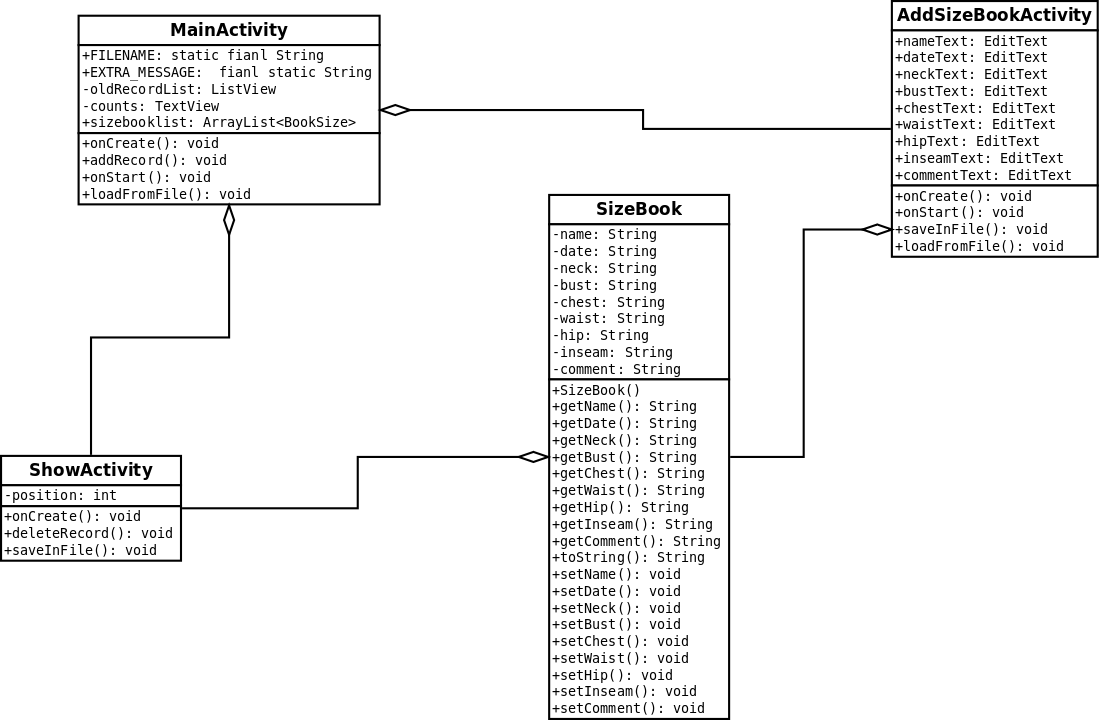 MainActivity
+FILENAME: static fianl String
+EXTRA_MESSAGE:  fianl static String
-oldRecordList: ListView
-counts: TextView
+sizebooklist: ArrayList<BookSize>
+onCreate(): void
+addRecord(): void
+onStart(): void
+loadFromFile(): void
AddSizeBookActivity
+nameText: EditText
+dateText: EditText
+neckText: EditText
+bustText: EditText
+chestText: EditText
+waistText: EditText
+hipText: EditText
+inseamText: EditText
+commentText: EditText
+onCreate(): void
+onStart(): void
+saveInFile(): void
+loadFromFile(): void
SizeBook
-name: String
-date: String
-neck: String
-bust: String
-chest: String
-waist: String
-hip: String
-inseam: String
-comment: String
+SizeBook()
+getName(): String
+getDate(): String
+getNeck(): String
+getBust(): String
+getChest(): String
+getWaist(): String
+getHip(): String
+getInseam(): String
+getComment(): String
+toString(): String
+setName(): void
+setDate(): void
+setNeck(): void
+setBust(): void
+setChest(): void
+setWaist(): void
+setHip(): void
+setInseam(): void
+setComment(): void
ShowActivity
-position: int
+onCreate(): void
+deleteRecord(): void
+saveInFile(): void